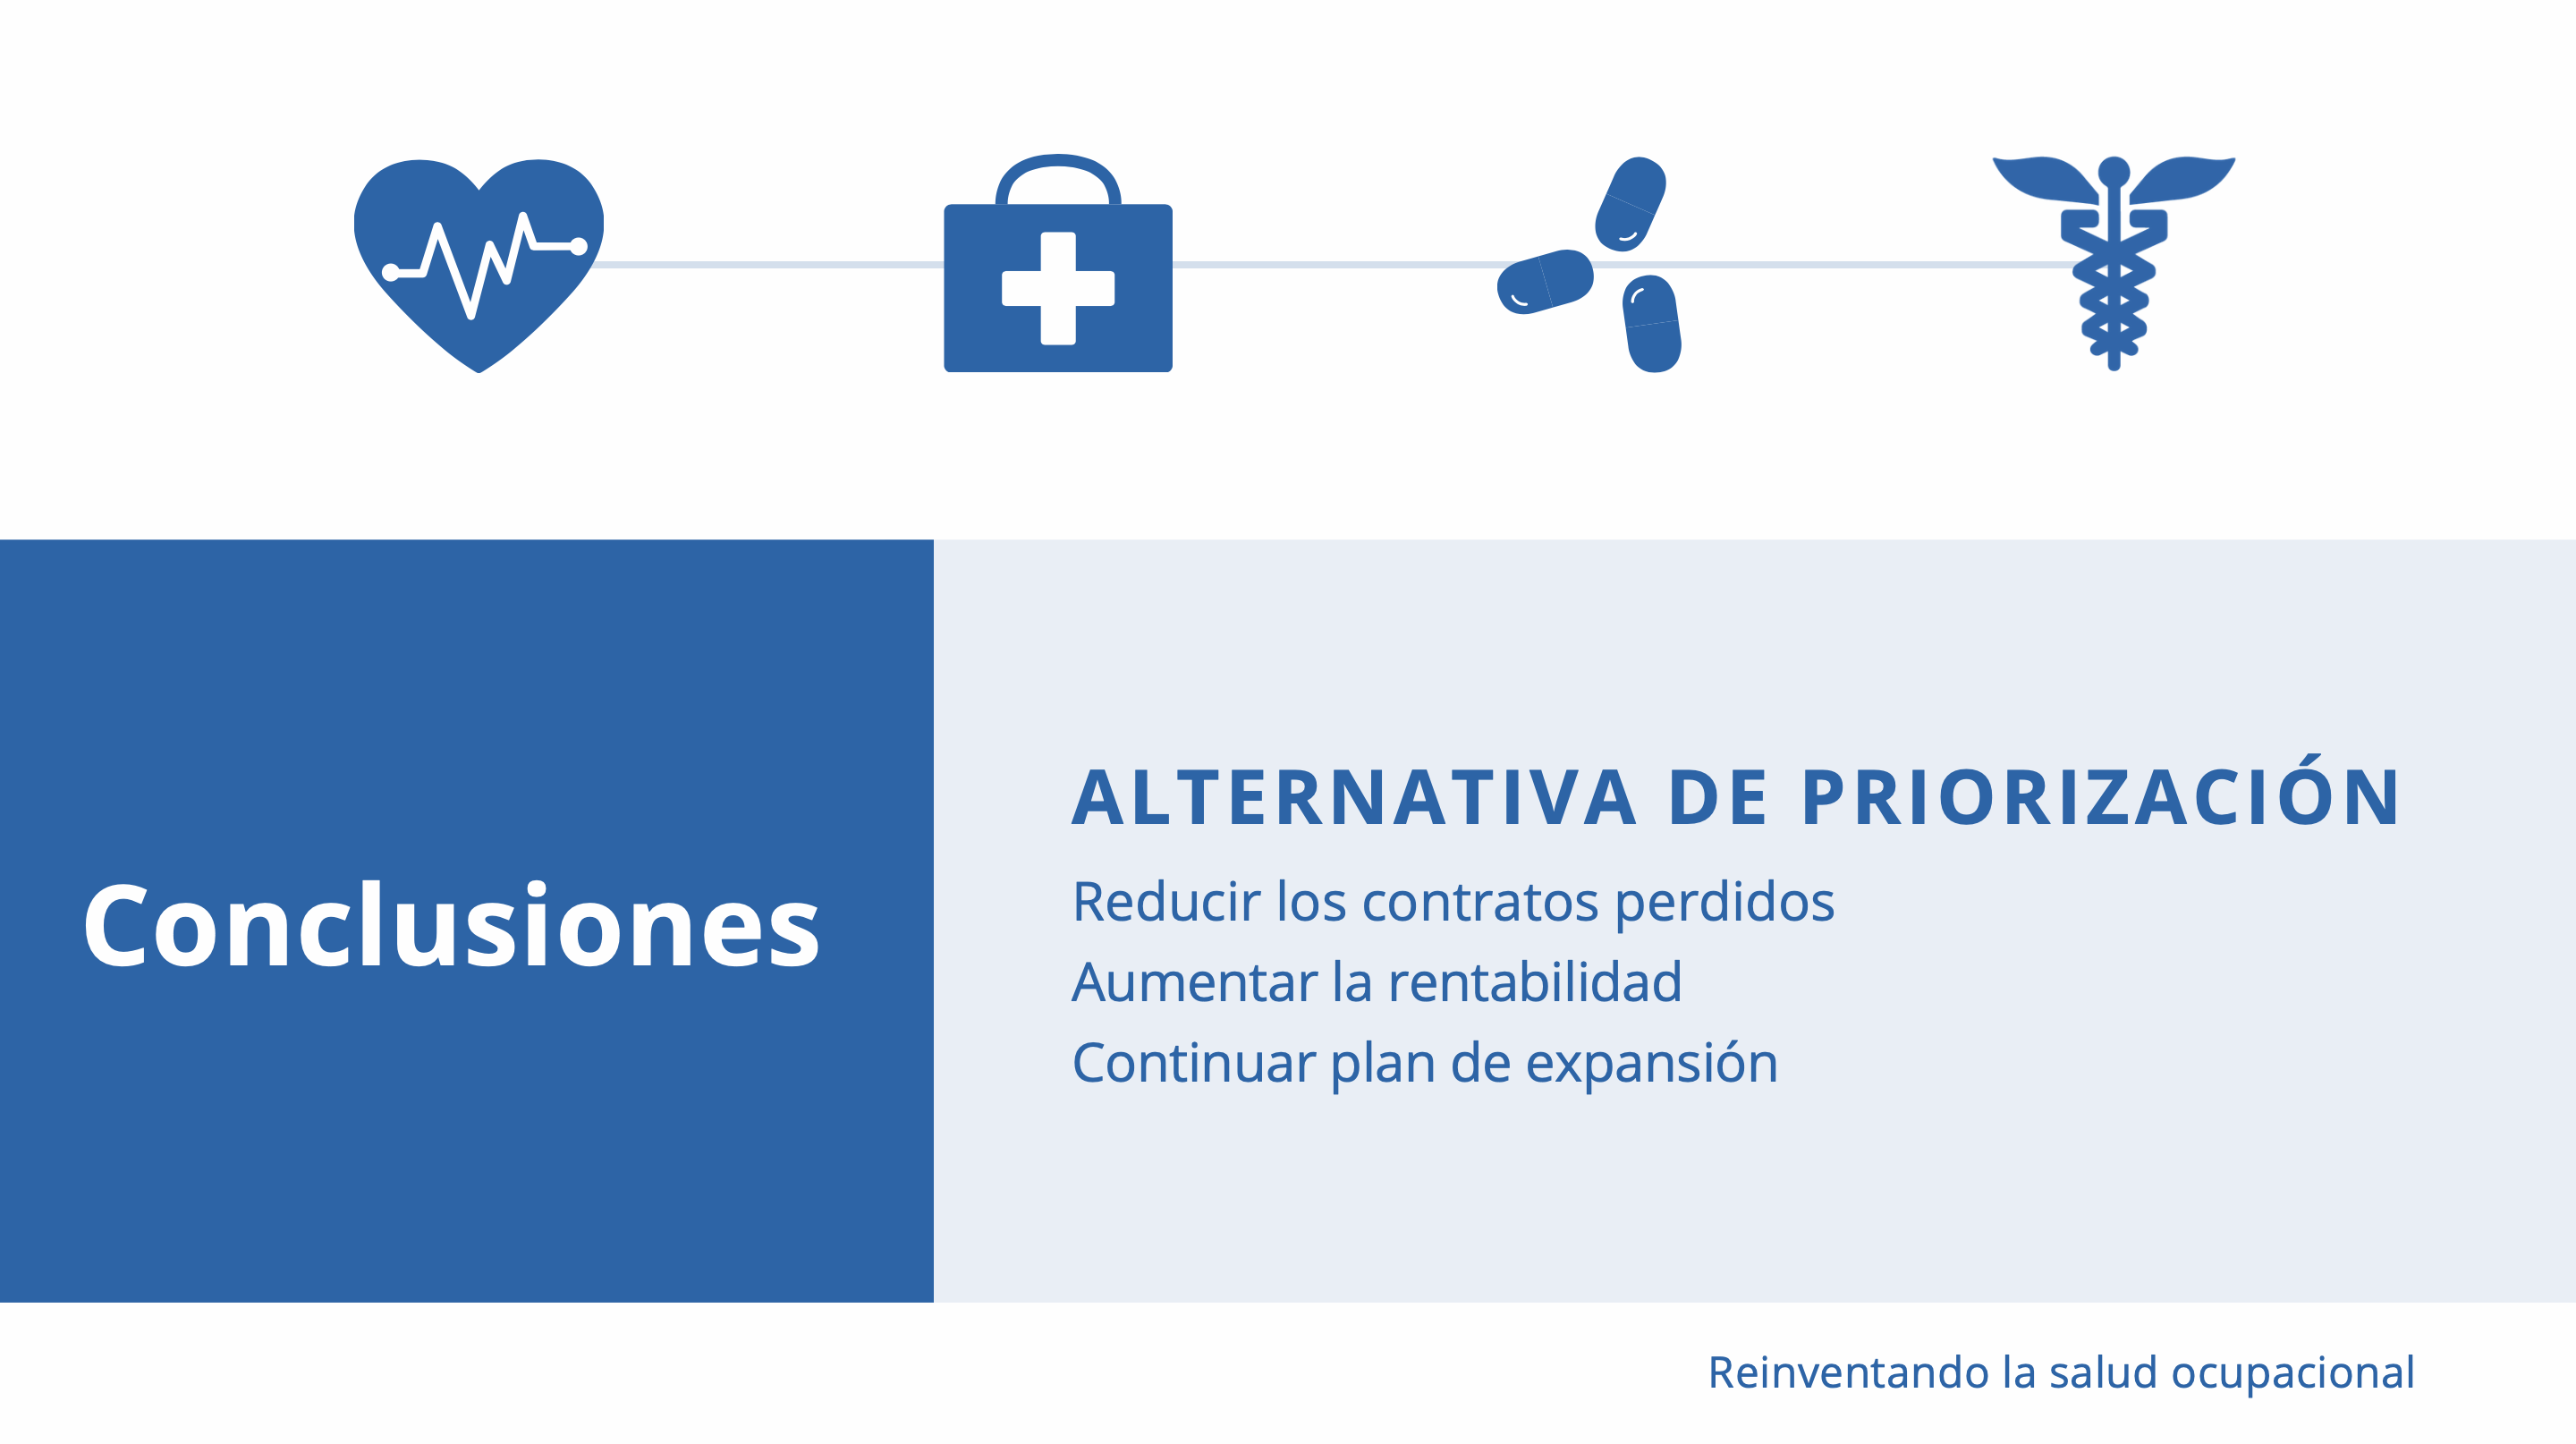 Conclusiones
ALTERNATIVA DE PRIORIZACIÓN
Reducir los contratos perdidos
Aumentar la rentabilidad
Continuar plan de expansión
Reinventando la salud ocupacional